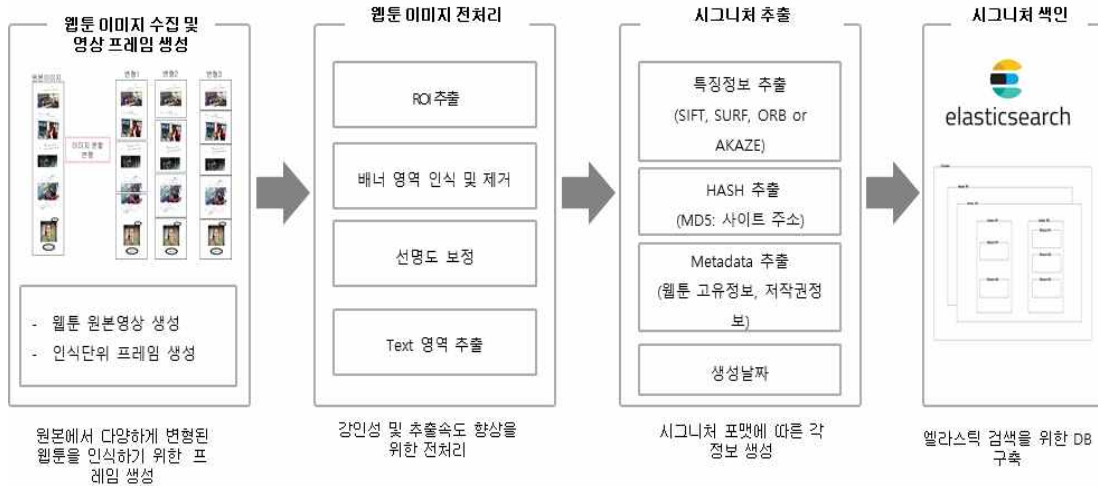 웹툰 이미지 수집 및
영상 프레임 생성
원본이미지
변형1
변형2
변형3
이미지 분할
변형
- 웹툰 원본영상 생성
- 인식단위 프레임 생성
원본에서 다양하게 변형된
웹툰을 인식하기 위한 프
레임 생성
웹툰 이미지 전처리
ROI 추출
배너 영역 인식 및 제거
선명도 보정
Text 영역 추출
강인성 및 추출속도 향상을
위한 전처리
시그니처 추출
특징정보 추출
(SIFT, SURF, ORB or
AKAZE)
HASH 추출
(MD5: 사이트 주소)
Metadata 추출
(웹툰 고유정보, 저작권정
보)
생성날짜
시그니처 포맷에 따른 각
정보 생성
시그니처 색인
elasticsearch
엘라스틱 검색을 위한 DB
구축